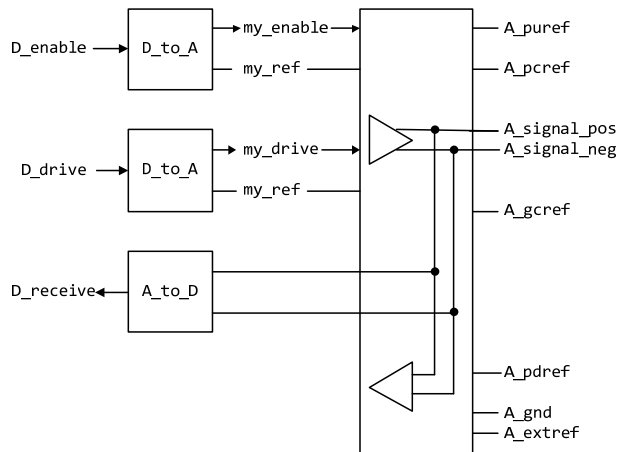 D_enable
D_to_A
my_enable
my_ref
A_puref
A_pcref
D_drive
D_to_A
my_drive
my_ref
A_signal_pos
A_signal_neg
A_gcref
D_receive
A_to_D
A_pdref
A_gnd
A_extref